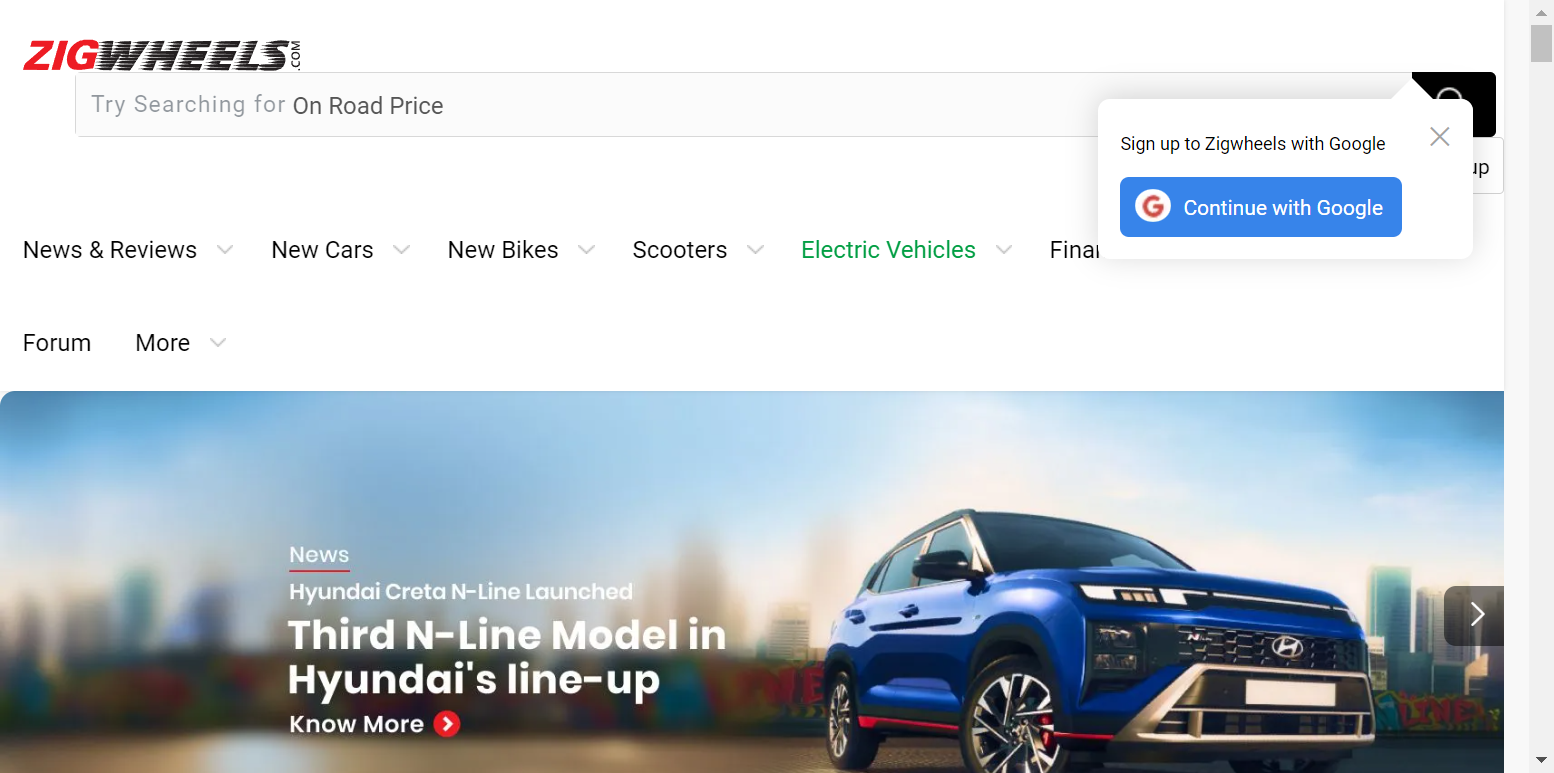 ZIGWHEELS.COM
Try Searching for On Road Price
Sign up to Zigwheels with Google
up
G Continue with Google
News & Reviews
New Cars
New Bikes
Scooters
Electric Vehicles
Forum
More
News
Hyundai Creta N-Line Launched
Third N-Line Model in
Hyundai's line-up
Know More